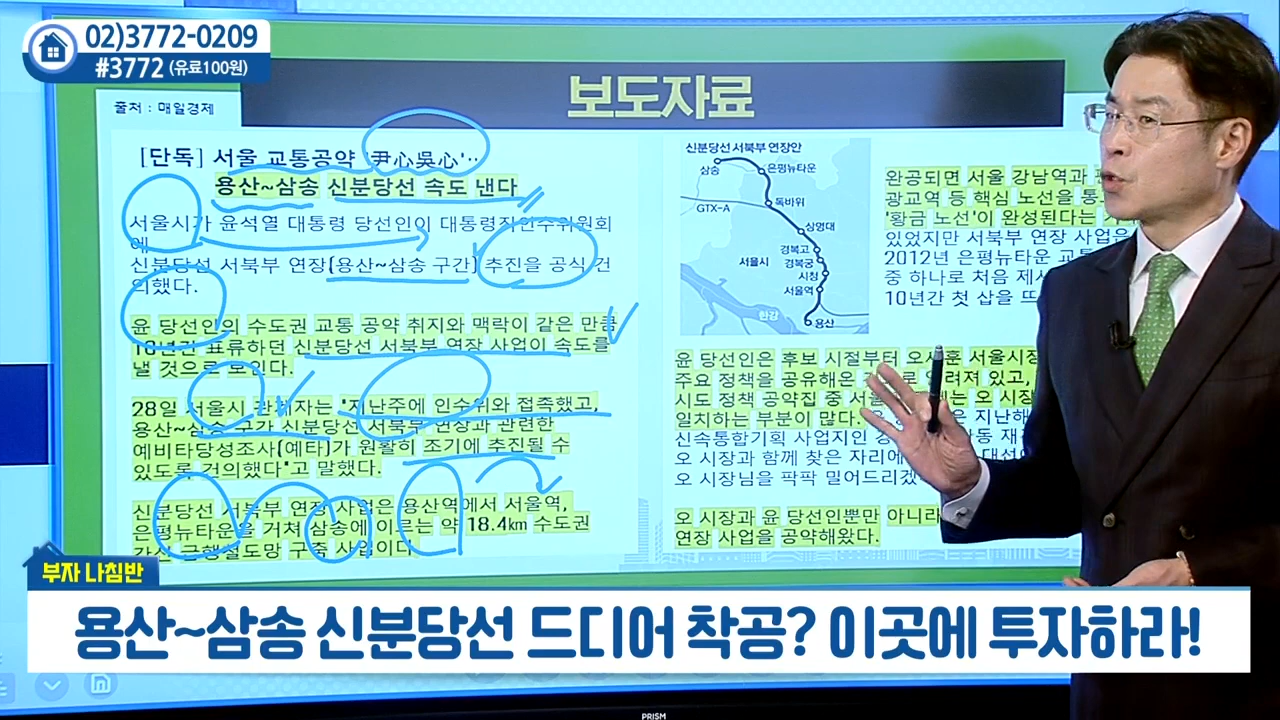 02)3772-0209
#3772 (유료100원)
출처 : 매일경제
보도자료
[단독] 서울 교통공약 '尹心吳心'··
용산~삼송 신분당선 속도 낸다
서울시가 윤석열 대통령 당선인이 대통령직인수위원회
에
신분당선 서북부 연장(용산~삼송 구간) 추진을 공식 건
의했다.
윤 당선인의 수도권 교통 공약 취지와 맥락이 같은 만큼
10년간 표류하던 신분당선 서북부 연장 사업이 속도를
낼 것으로 보인다.
28일 서울시 관계자는 "지난주에 인수위와 접촉했고,
용산~삼송 구간 신분당선 서북부 연장과 관련한
예비타당성조사(예타)가 원활히 조기에 추진될 수
있도록 건의했다"고 말했다.
신분당선 서북부 연장 사업은 용산역에서 서울역,
은평뉴타운을 거쳐 삼송에 이르는 약 18.4km 수도권
간선 급행철도망 구축 사업이다
신분당선 서북부 연장안
삼송
은평뉴타운
GTX-A
독바위
상명대
경복고
서울시
경복궁
시청
서울역
한강
용산
완공되면 서울 강남역과
광교역 등 핵심 노선을
'황금 노선'이 완성된다는
있었지만 서북부 연장 사업은
2012년 은평뉴타운
중 하나로 처음
10년간 첫 삽을
윤 당선인은 후보 시절부터 오세훈 서울시장
주요 정책을 공유해온 려져 있고,
시도 정책 공약집 중 오 시장
일치하는 부분이 많다. 지난해
신속통합기획 사업지인
오 시장과 함께 찾은 자리에
오 시장님을 팍팍 밀어드리겠
오 시장과 윤 당선인뿐만 아니라
연장 사업을 공약해왔다.
부자 나침반
용산~삼송 신분당선 드디어 착공? 이곳에 투자하라!
PRISM